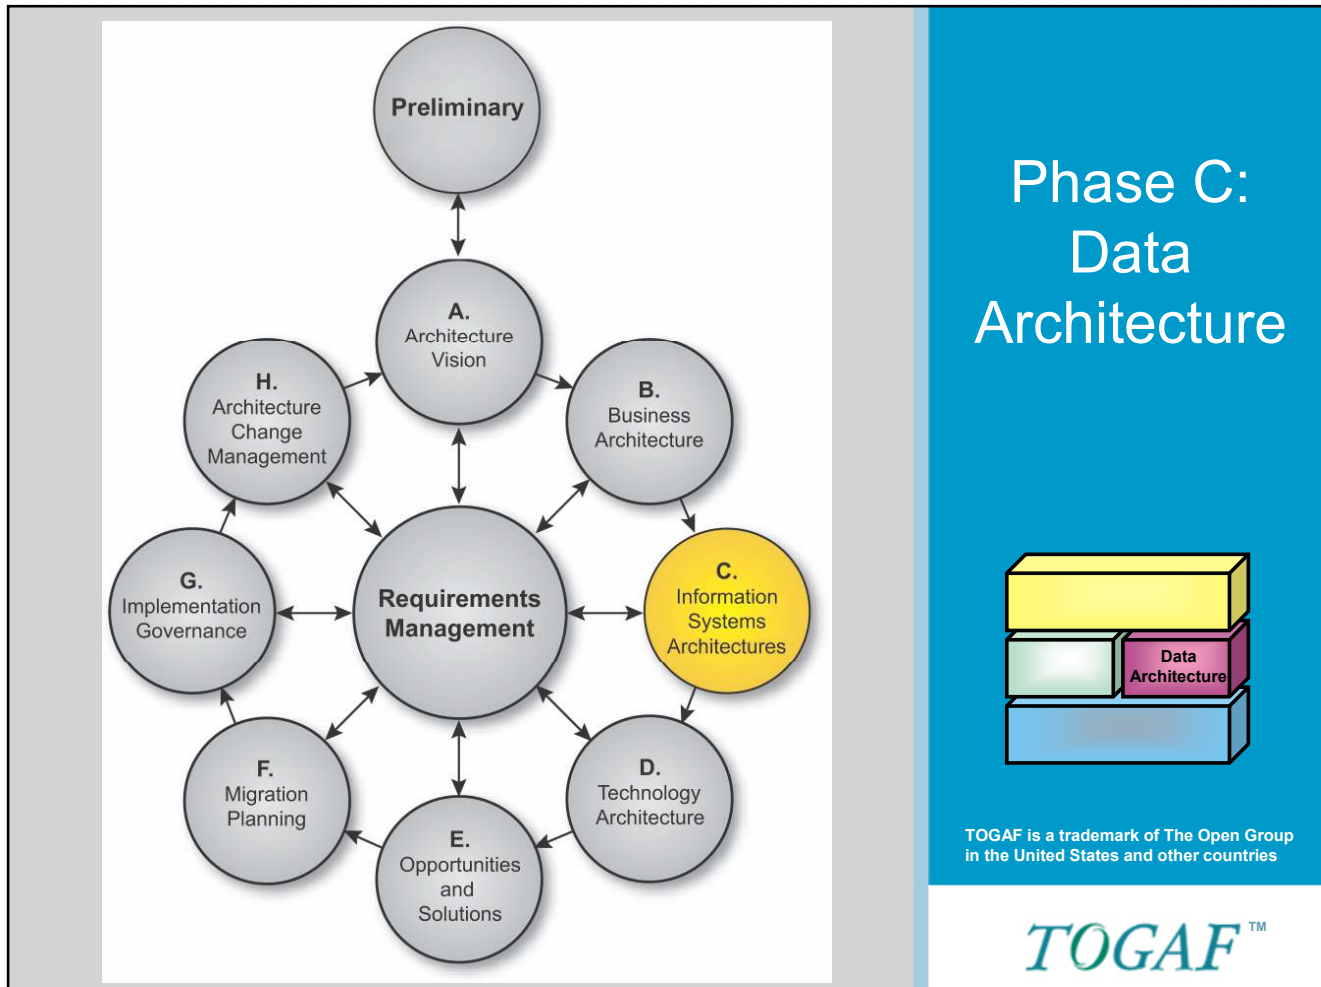 Preliminary
A.
Architecture
Vision
B.
Business
Architecture
H.
Architecture
Change
Management
C.
Information
Systems
Architectures
G.
Implementation
Governance
Requirements
Management
D.
Technology
Architecture
F.
Migration
Planning
E.
Opportunities
and
Solutions
Phase C:
Data
Architecture
Data
Architecture
TOGAF is a trademark of The Open Group
in the United States and other countries
TOGAF™